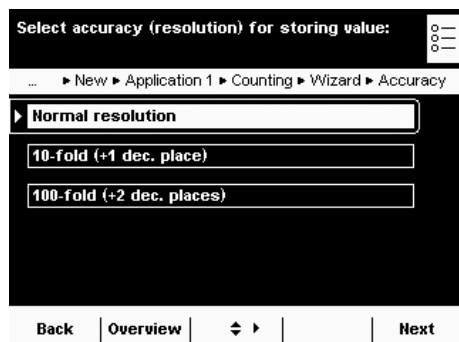 Select accuracy (resolution) for storing value:
... ▸ New ▸ Application 1 ▸ Counting ▸ Wizard ▸ Accuracy
Normal resolution
10-fold (+1 dec. place)
100-fold (+2 dec. places)
Back Overview Next